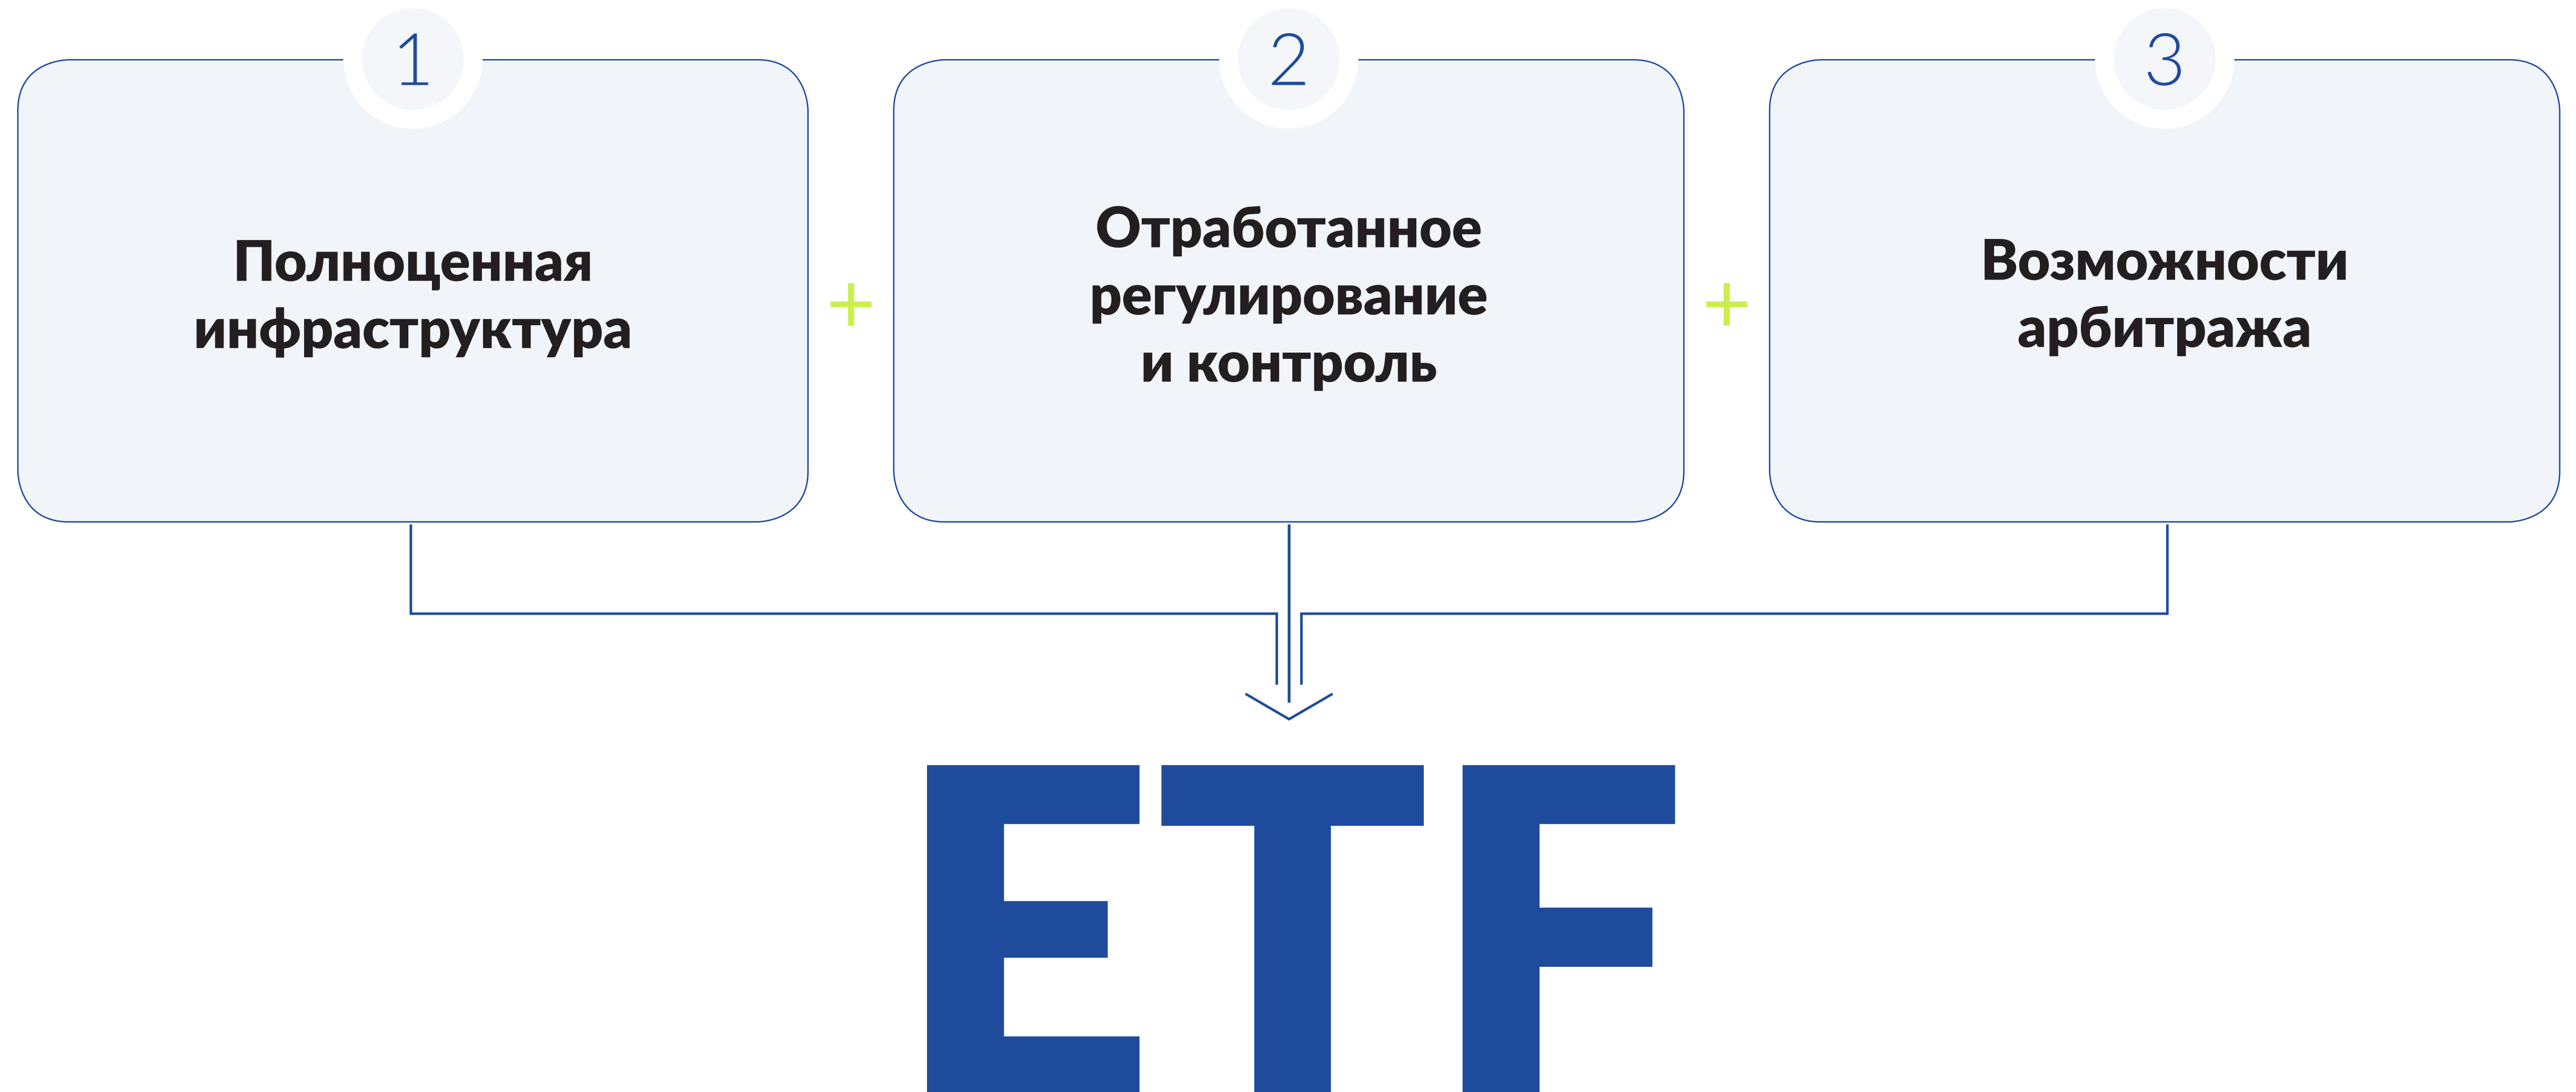 1
Полноценная
инфраструктура
+
2
Отработанное
регулирование
и контроль
+
3
Возможности
арбитража
ETF